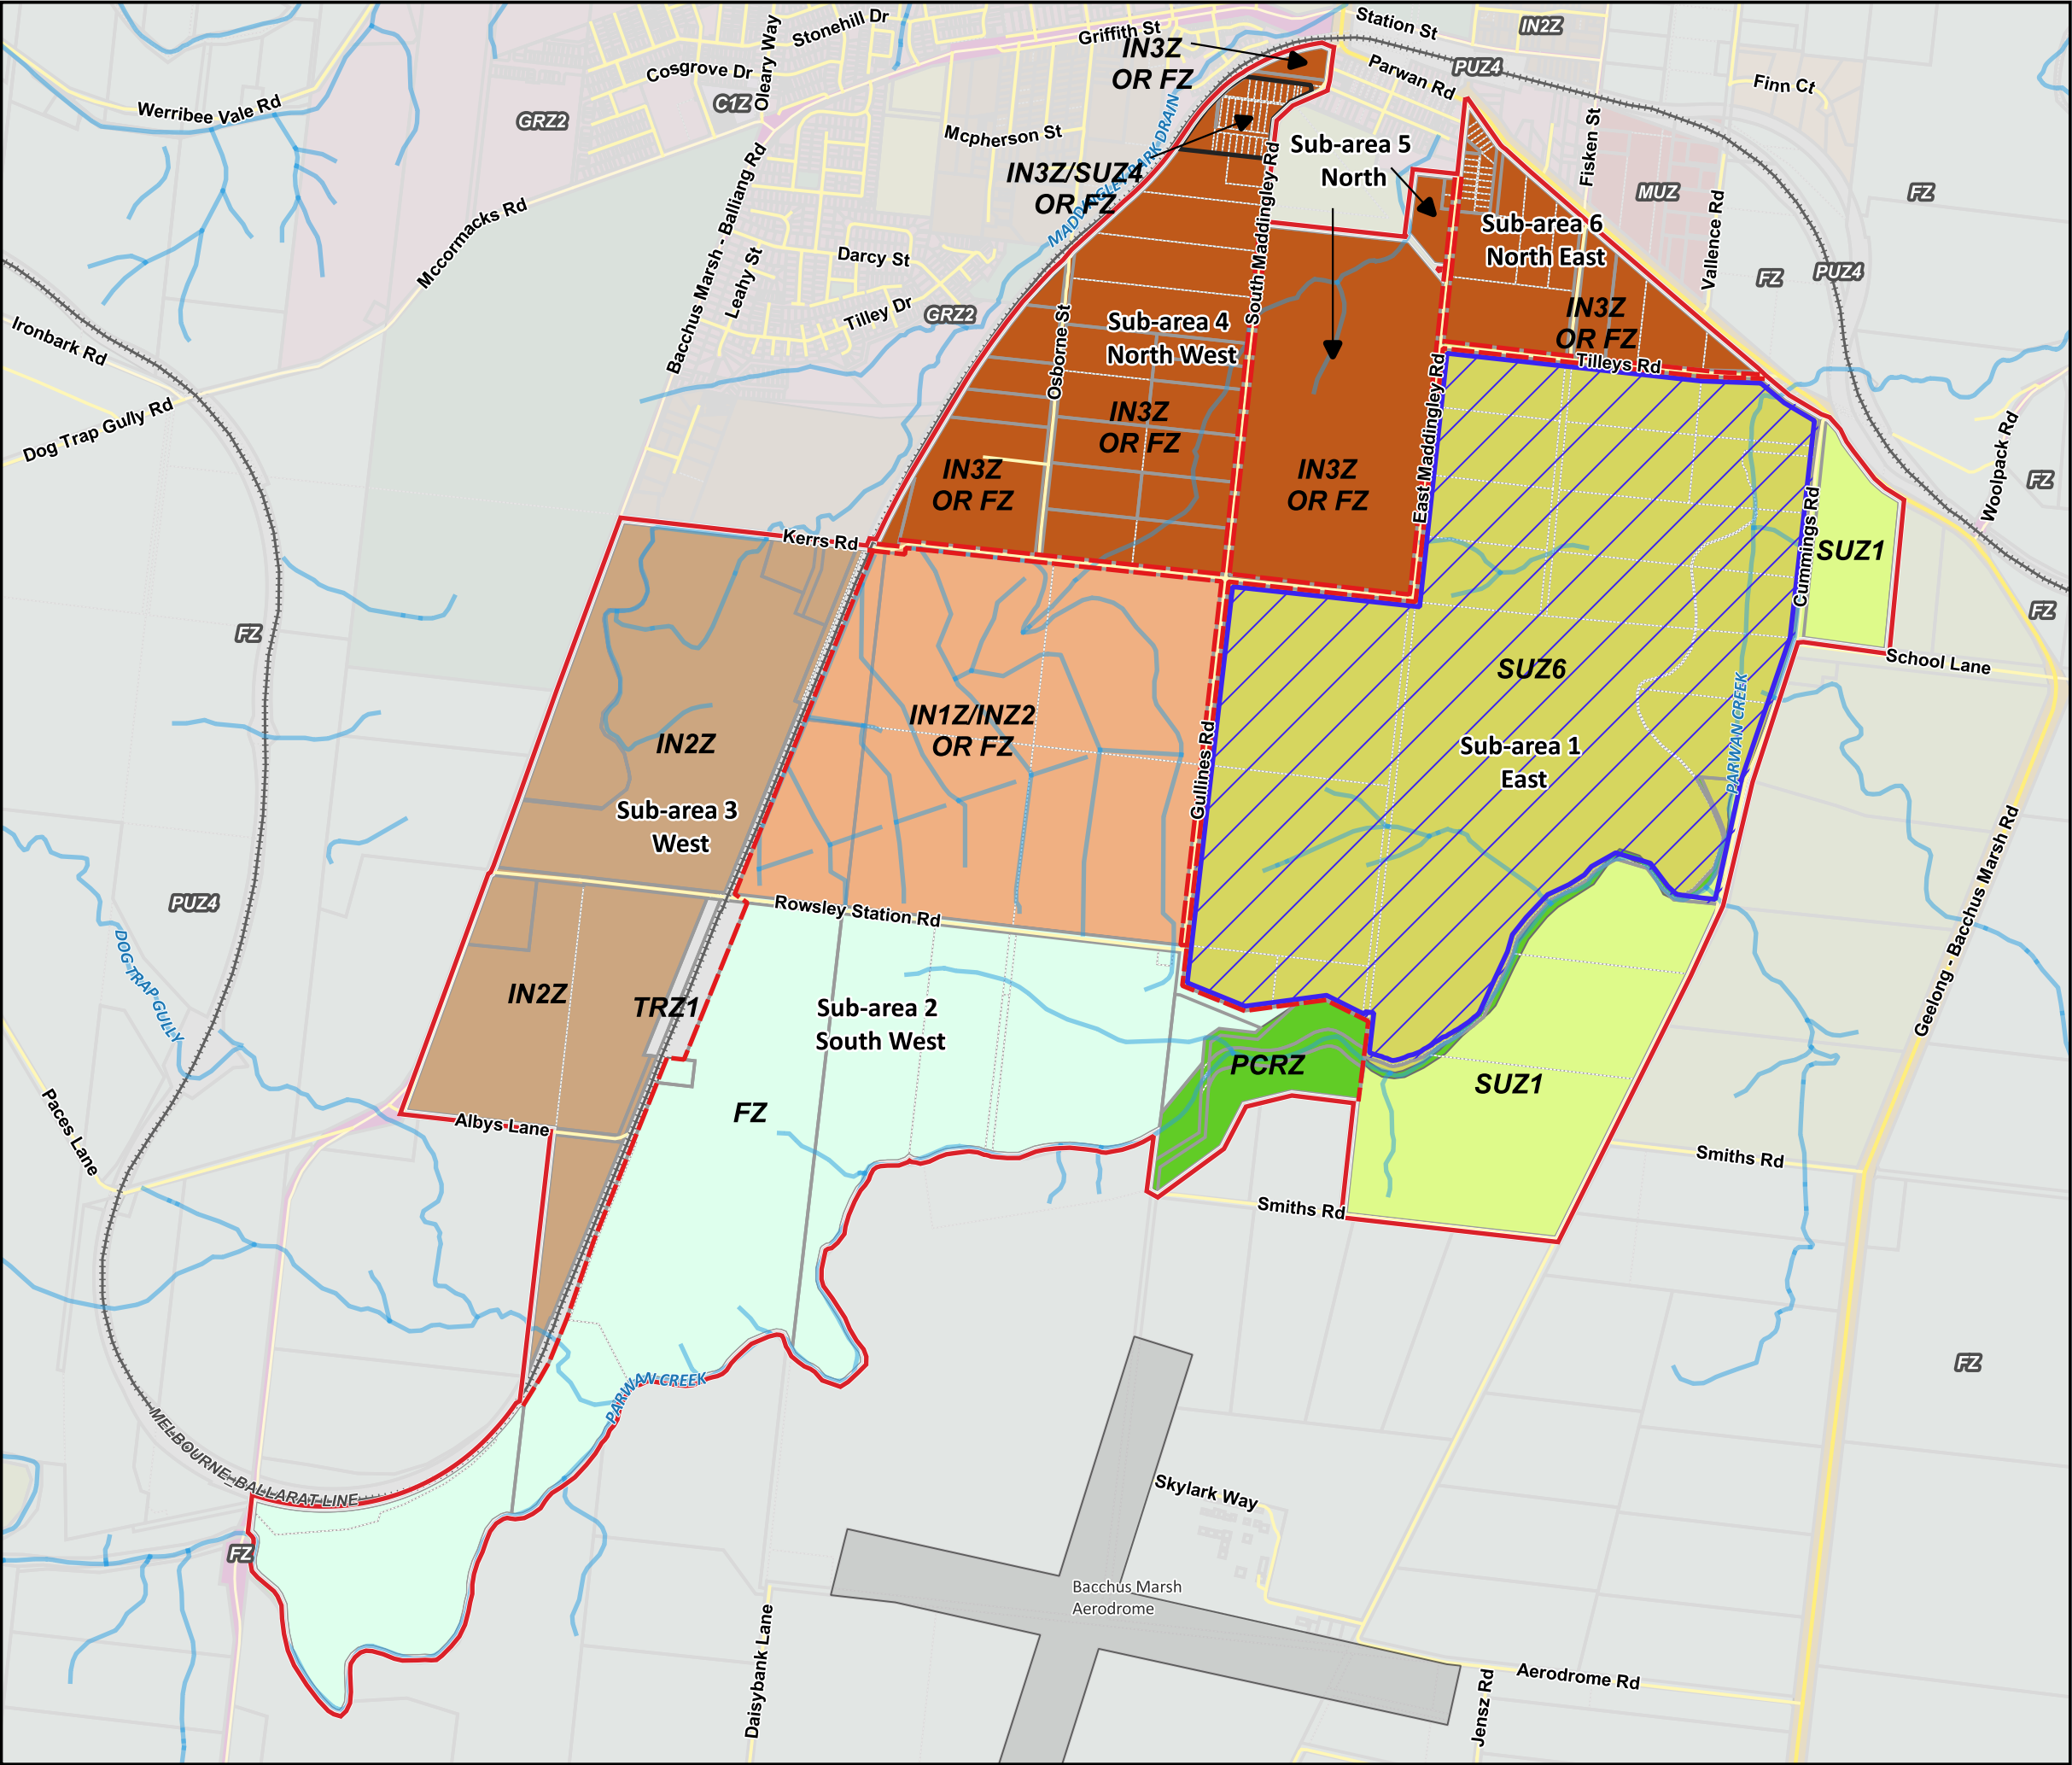 Station St
IN2Z
Stonehill Dr
Oleary Way
Griffith St
IN3Z
OR FZ
Cosgrove Dr
Parwan Rd
PUZ4
Finn Ct
C1Z
Werribee Vale Rd
GRZ2
Mcpherson St
MADDINGLEY PARK DRAIN
Fisken St
Sub-area 5
North
IN3Z/SUZ4
OR FZ
MUZ
FZ
Bacchus Marsh - Balliang Rd
South Maddingley Rd
Mccormacks Rd
Sub-area 6
North East
Vallence Rd
Darcy St
Leahy St
FZ
PUZ4
Tilley Dr
GRZ2
IN3Z
OR FZ
Ironbark Rd
Sub-area 4
North West
Osborne St
Tilleys Rd
East Maddingley Rd
Dog Trap Gully Rd
IN3Z
OR FZ
IN3Z
OR FZ
IN3Z
OR FZ
Woolpack Rd
FZ
Kerrs Rd
Cummings Rd
SUZ1
FZ
FZ
School Lane
SUZ6
IN1Z/INZ2
OR FZ
IN2Z
PARWAN CREEK
Sub-area 1
East
Gullines Rd
Sub-area 3
West
PUZ4
Rowsley Station Rd
Geelong - Bacchus Marsh Rd
DOG TRAP GULLY
IN2Z
TRZ1
Sub-area 2
South West
PCRZ
SUZ1
FZ
Paces Lane
Albys Lane
Smiths Rd
Smiths Rd
FZ
PARWAN CREEK
MELBOURNE_BALLARAT LINE
Skylark Way
FZ
Bacchus Marsh
Aerodrome
Daisybank Lane
Aerodrome Rd
Jensz Rd